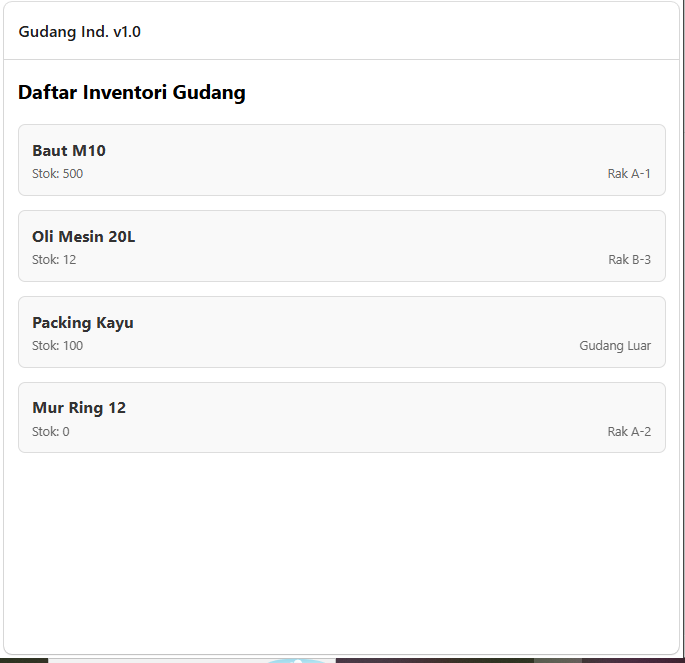 Gudang Ind. v1.0
Daftar Inventori Gudang
Baut M10
Stok: 500 Rak A-1
Oli Mesin 20L
Stok: 12 Rak B-3
Packing Kayu
Stok: 100 Gudang Luar
Mur Ring 12
Stok: 0 Rak A-2